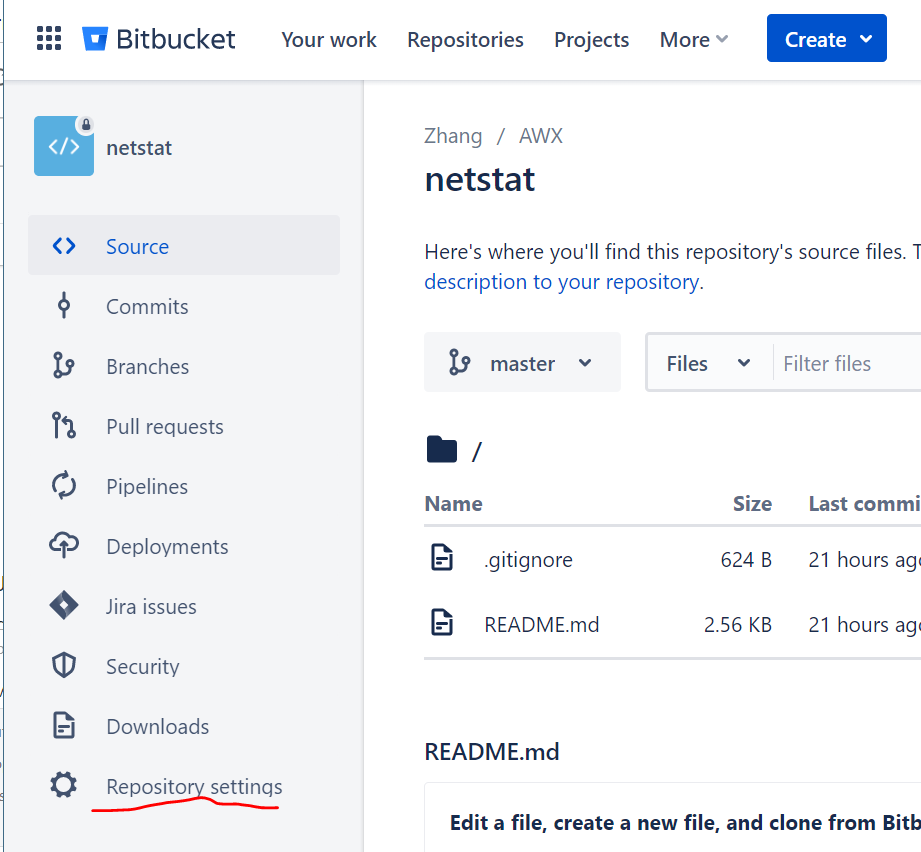 Bitbucket Your work Repositories Projects More Create
netstat
Source
Commits
Branches
Pull requests
Pipelines
Deployments
Jira issues
Security
Downloads
Repository settings
Zhang / AWX
netstat
Here's where you'll find this repository's source files. T
description to your repository.
master Files Filter files
/
Name Size Last commi
.gitignore 624 B 21 hours ago
README.md 2.56 KB 21 hours ago
README.md
Edit a file, create a new file, and clone from Bitb